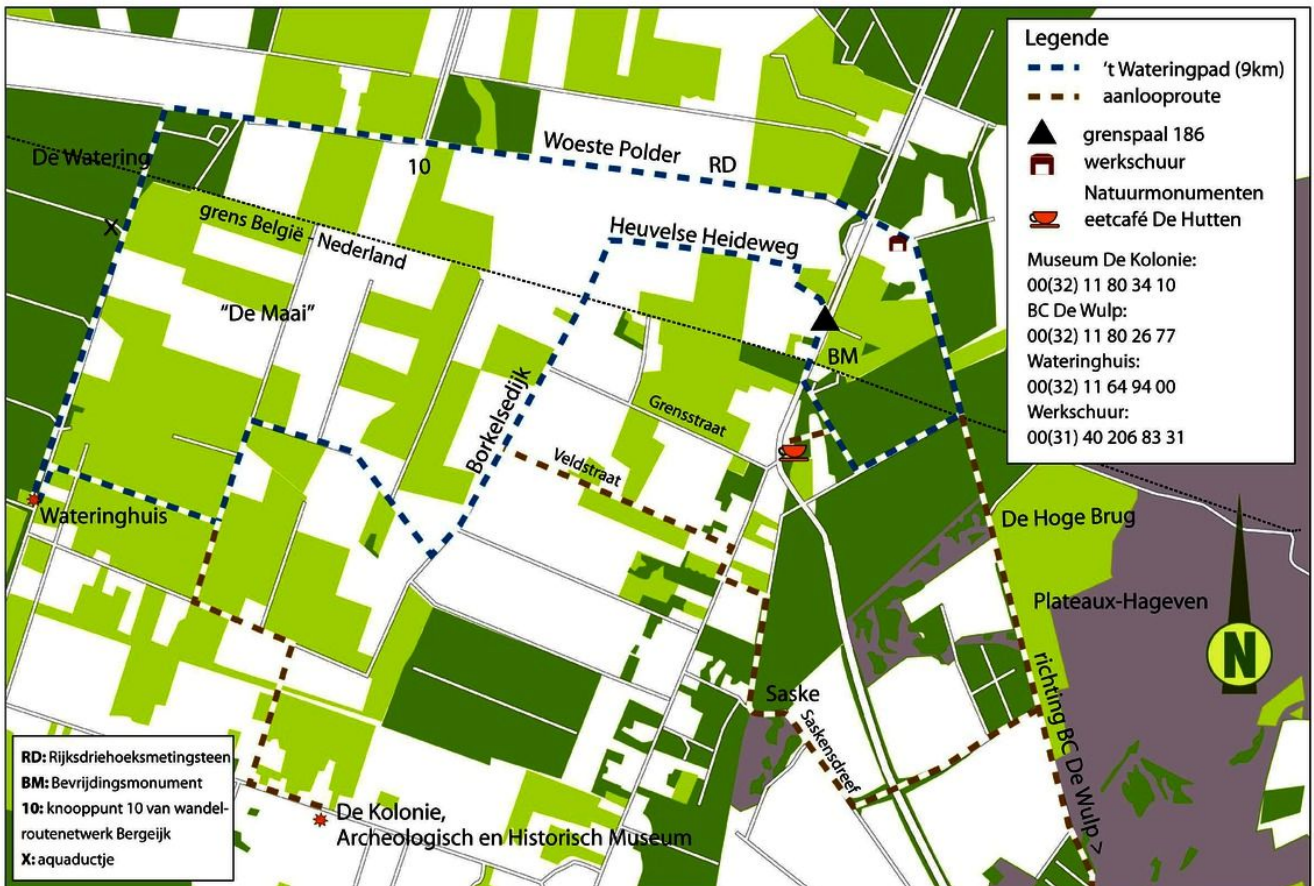 Legende
't Wateringpad (9km)
aanlooproute
grenspaal 186
werkschuur
Natuurmonumenten
eetcafé De Hutten
Museum De Kolonie:
00(32) 11 80 34 10
BC De Wulp:
00(32) 11 80 26 77
Wateringhuis:
00(32) 11 64 94 00
Werkschuur:
00(31) 40 206 83 31
De Watering
10
Woeste Polder
RD
X
grens België - Nederland
Heuvelse Heideweg
"De Maai"
BM
Borkelsedijk
Grensstraat
Veldstraat
Wateringhuis
De Hoge Brug
Plateaux-Hageven
N
Saske
Saskensdreef
richting BC De Wulp >
De Kolonie,
Archeologisch en Historisch Museum
RD: Rijksdriehoeksmetingsteen
BM: Bevrijdingsmonument
10: knooppunt 10 van wandel-
routenetwerk Bergeijk
X: aquaductje